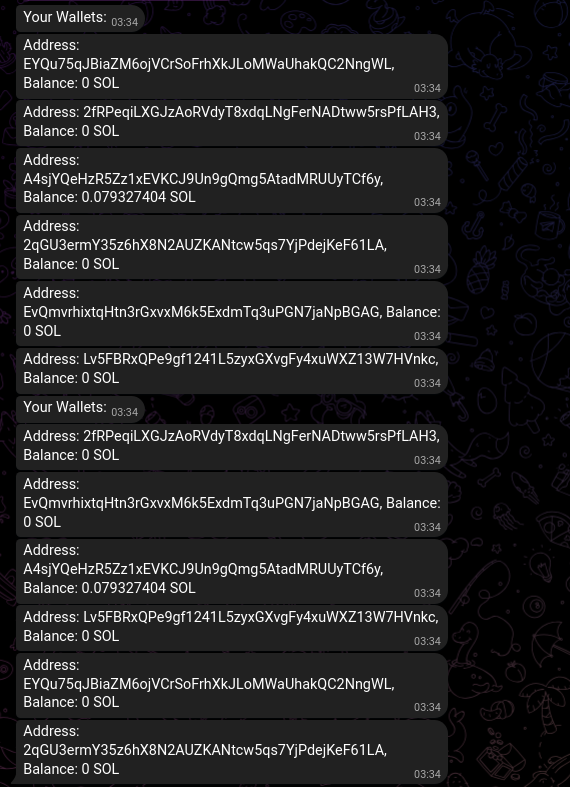 Your Wallets: 03:34
Address:
EYQu75qJBiaZM6ojVCrSoFrhXkJLoMWaUhakQC2NngWL,
Balance: 0 SOL
03:34
Address: 2fRPeqiLXGJzAoRVdyT8xdqLNgFerNADtww5rsPfLAH3,
Balance: 0 SOL
03:34
Address:
A4sjYQeHzR5Zz1xEVKCJ9Un9gQmg5AtadMRUUyTCf6y,
Balance: 0.079327404 SOL
03:34
Address:
2qGU3ermY35z6hX8N2AUZKANtcw5qs7YjPdejKeF61LA,
Balance: 0 SOL
03:34
Address:
EvQmvrhixtqHtn3rGxvxM6k5ExdmTq3uPGN7jaNpBGAG, Balance:
0 SOL
03:34
Address: Lv5FBRxQPe9gf1241L5zyxGXvgFy4xuWXZ13W7HVnkc,
Balance: 0 SOL
03:34
Your Wallets: 03:34
Address: 2fRPeqiLXGJzAoRVdyT8xdqLNgFerNADtww5rsPfLAH3,
Balance: 0 SOL
03:34
Address:
EvQmvrhixtqHtn3rGxvxM6k5ExdmTq3uPGN7jaNpBGAG, Balance:
0 SOL
03:34
Address:
A4sjYQeHzR5Zz1xEVKCJ9Un9gQmg5AtadMRUUyTCf6y,
Balance: 0.079327404 SOL
03:34
Address: Lv5FBRxQPe9gf1241L5zyxGXvgFy4xuWXZ13W7HVnkc,
Balance: 0 SOL
03:34
Address:
EYQu75qJBiaZM6ojVCrSoFrhXkJLoMWaUhakQC2NngWL,
Balance: 0 SOL
03:34
Address:
2qGU3ermY35z6hX8N2AUZKANtcw5qs7YjPdejKeF61LA,
Balance: 0 SOL
03:34